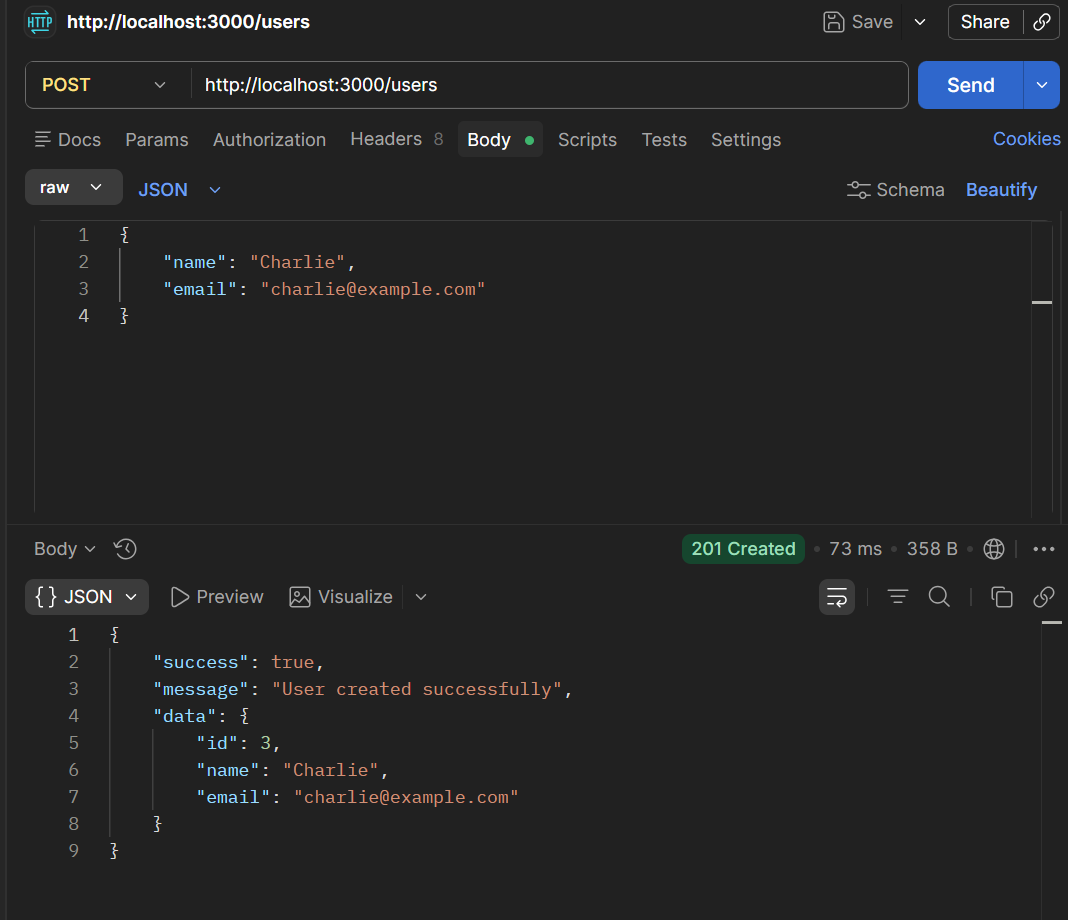 HTTP http://localhost:3000/users Save Share
POST http://localhost:3000/users Send
Docs Params Authorization Headers 8 Body Scripts Tests Settings Cookies
raw JSON Schema Beautify
1 {
2 "name": "Charlie",
3 "email": "charlie@example.com"
4 }
Body 201 Created • 73 ms • 358 B •
{} JSON Preview Visualize
1 {
2 "success": true,
3 "message": "User created successfully",
4 "data": {
5 "id": 3,
6 "name": "Charlie",
7 "email": "charlie@example.com"
8 }
9 }